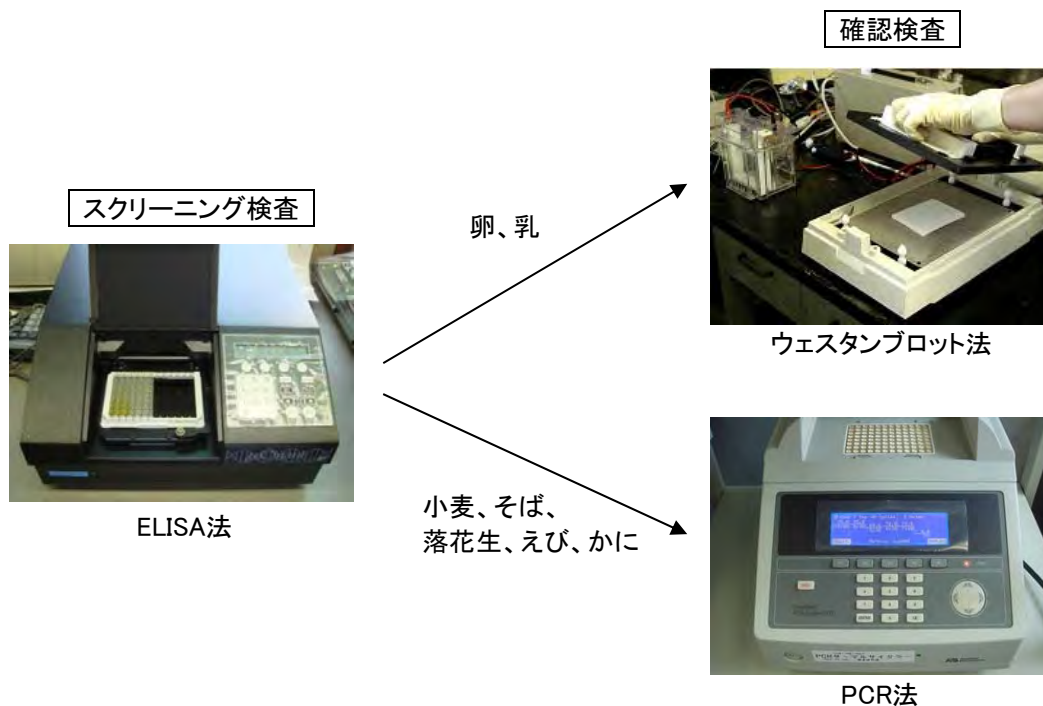 確認検査
スクリーニング検査
卵、乳
ウェスタンブロット法
ELISA法
小麦、そば、
落花生、えび、かに
PCR法